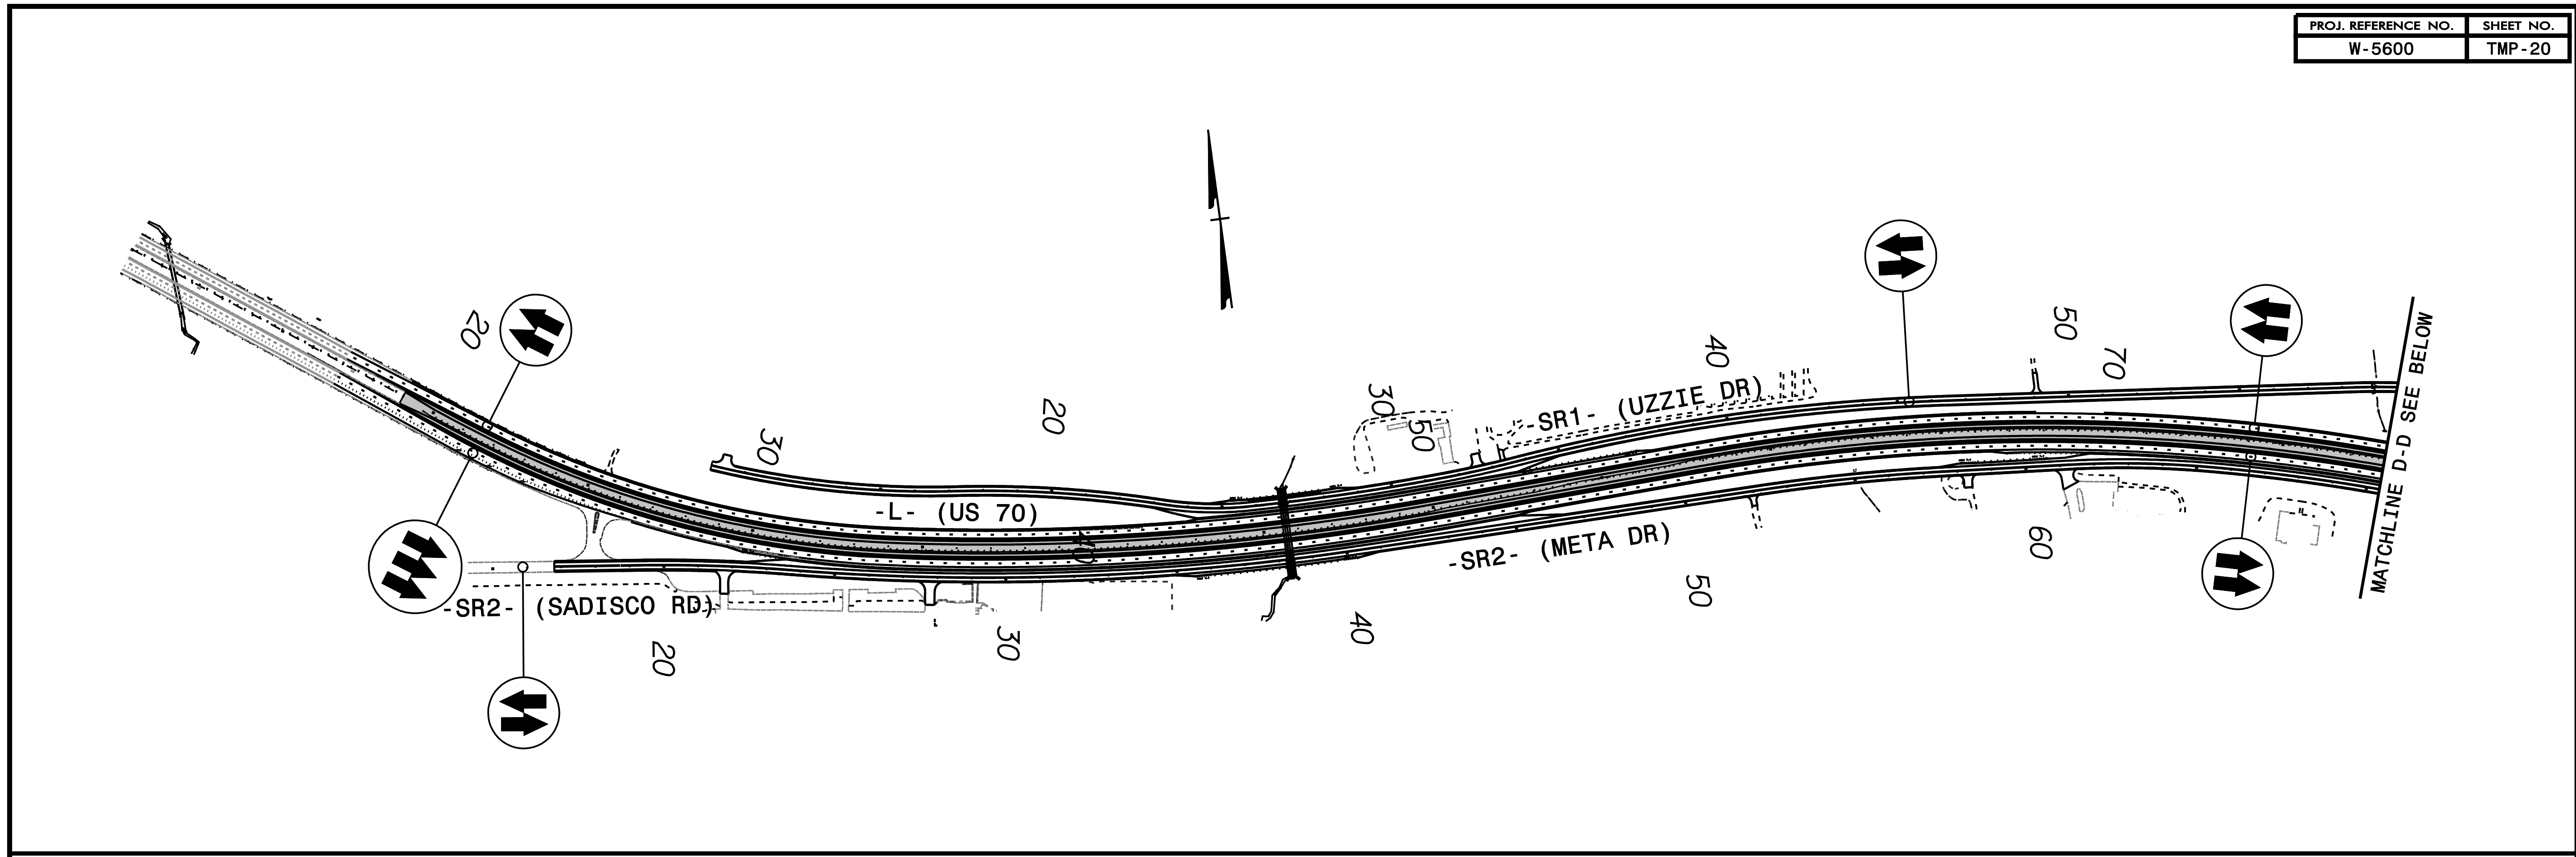 PROJ. REFERENCE NO. SHEET NO.
W-5600 TMP-20
20
30
20
30
50
40
50
70
-SR1- (UZZIE DR)
-L- (US 70)
40
-SR2- (META DR)
-SR2- (SADISCO RD)
20
30
40
50
60
MATCHLINE D-D SEE BELOW